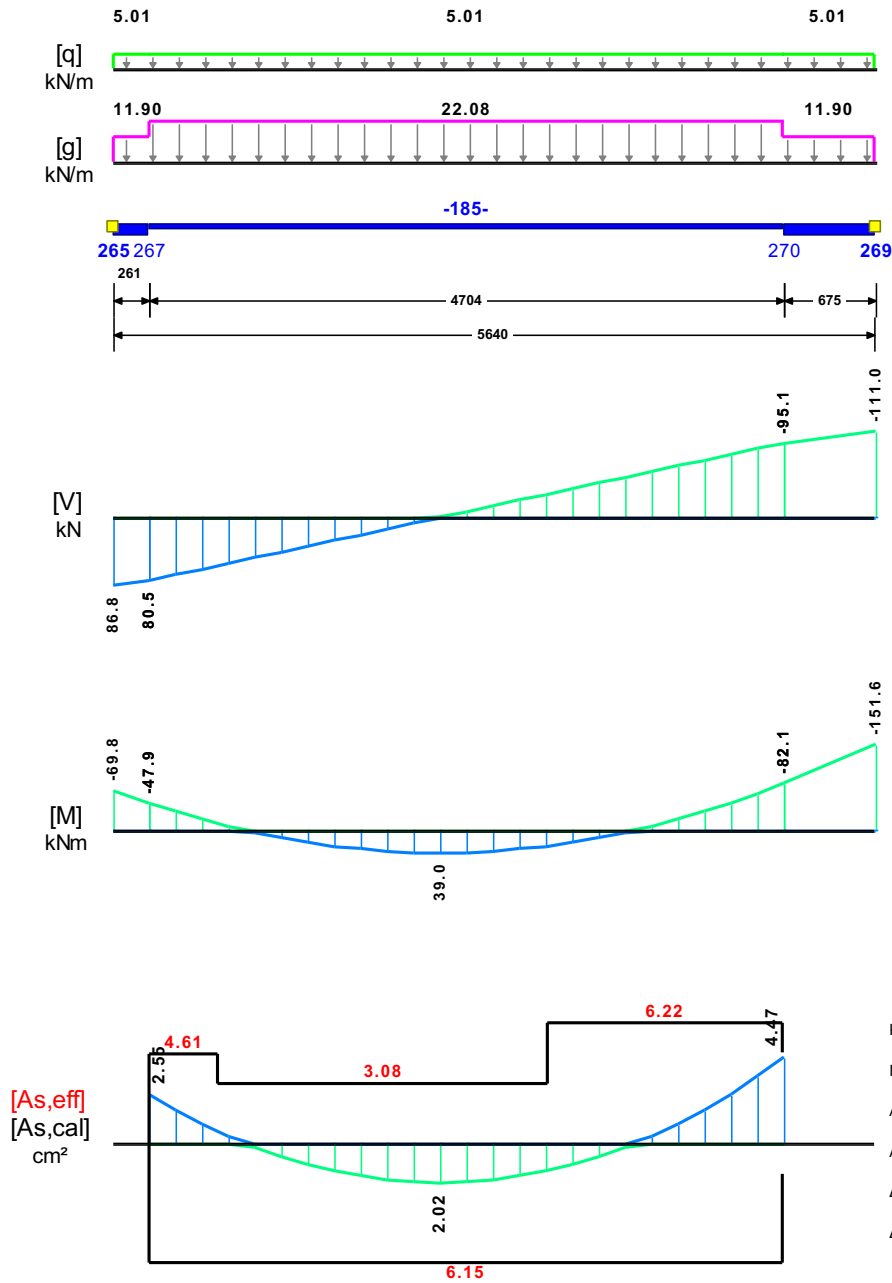 5.01 5.01 5.01
[q]
kN/m
11.90 22.08 11.90
[g]
kN/m
-185-
265 267 270 269
261
4704 675
5640
-95.1 -111.0
[V]
kN
86.8 80.5
-69.8 -47.9 -82.1 -151.6
[M]
kNm
39.0
6.22
4.61 2.55 4.47
3.08
[As,eff]
[As,cal]
cm²
2.02
6.15